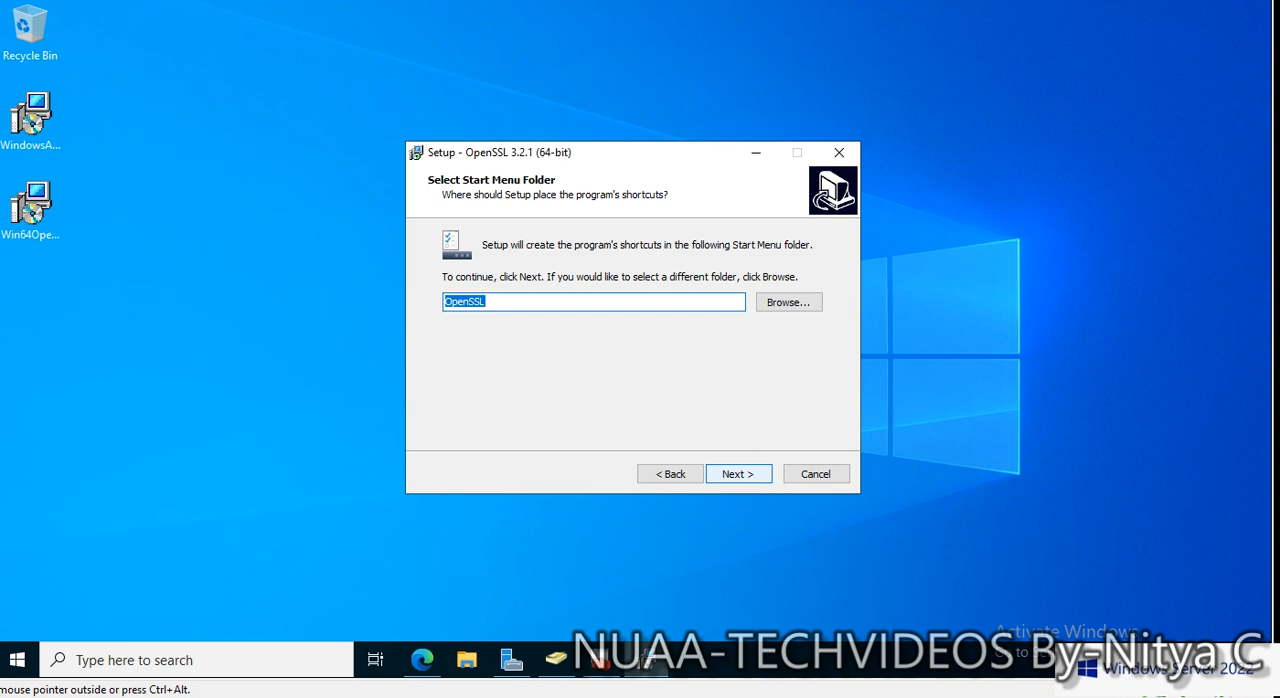 Recycle Bin
WindowsA...
Win64Ope...
Setup - OpenSSL 3.2.1 (64-bit)
Select Start Menu Folder
Where should Setup place the program's shortcuts?
Setup will create the program's shortcuts in the following Start Menu folder.
To continue, click Next. If you would like to select a different folder, click Browse.
OpenSSL
Browse...
< Back
Next >
Cancel
Activate Windows
Go to Se
Type here to search
NUAA-TECHVIDEOS By-Nitya C
Windows Server 2022
mouse pointer outside or press Ctrl+Alt.